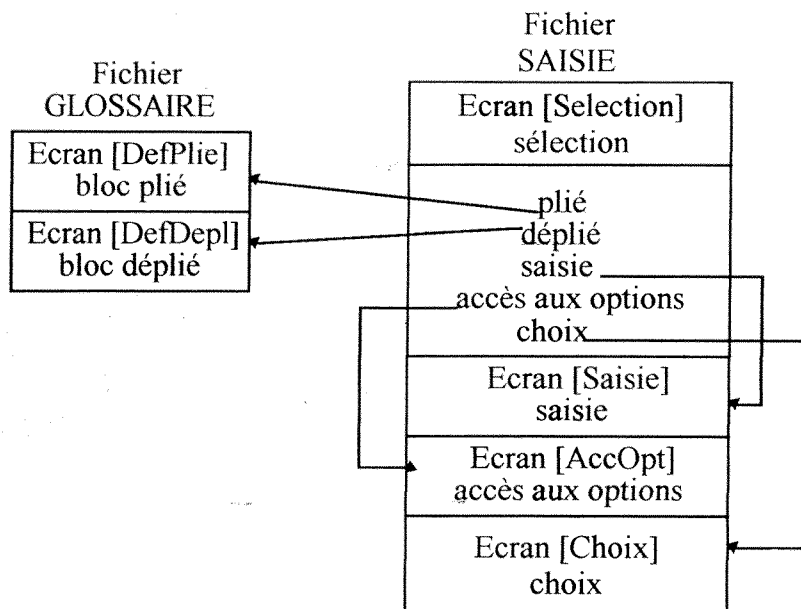 Fichier
GLOSSAIRE
Ecran [DefPlie]
bloc plié
Ecran [DefDepl]
bloc déplié
Fichier
SAISIE
Ecran [Selection]
sélection
plié
déplié
saisie
accès aux options
choix
Ecran [Saisie]
saisie
Ecran [AccOpt]
accès aux options
Ecran [Choix]
choix